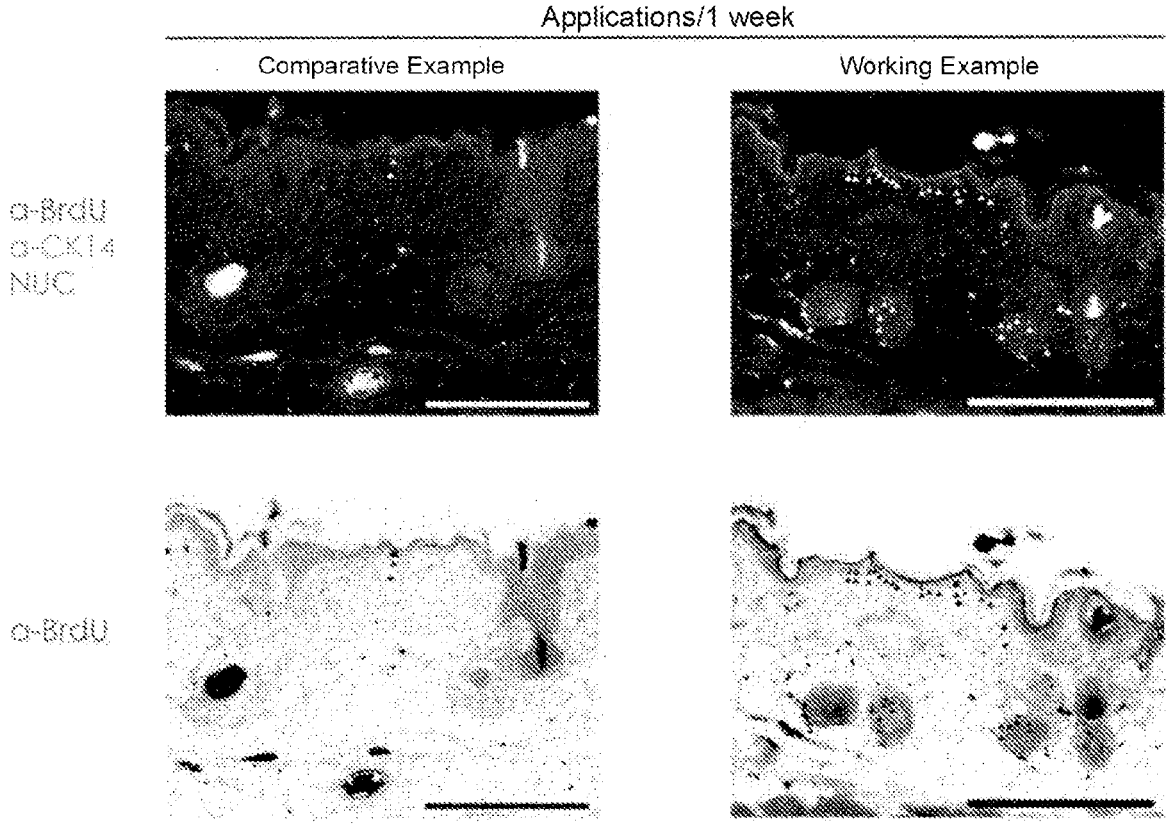 Applications/1 week
Comparative Example
Working Example
α-BrdU
α-CK14
NUC
α-BrdU